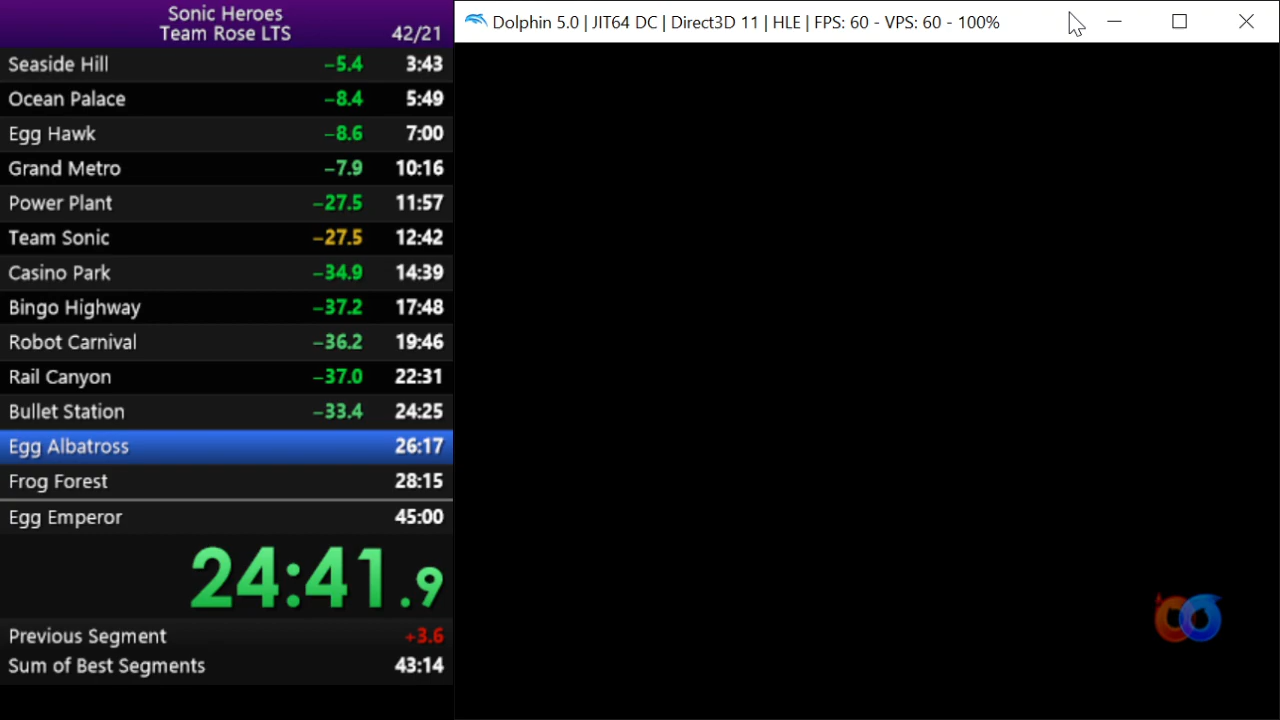 Sonic Heroes
Team Rose LTS 42/21
Seaside Hill −5.4 3:43
Ocean Palace −8.4 5:49
Egg Hawk −8.6 7:00
Grand Metro −7.9 10:16
Power Plant −27.5 11:57
Team Sonic −27.5 12:42
Casino Park −34.9 14:39
Bingo Highway −37.2 17:48
Robot Carnival −36.2 19:46
Rail Canyon −37.0 22:31
Bullet Station −33.4 24:25
Egg Albatross 26:17
Frog Forest 28:15
Egg Emperor 45:00
24:41.9
Previous Segment +3.6
Sum of Best Segments 43:14
Dolphin 5.0 | JIT64 DC | Direct3D 11 | HLE | FPS: 60 - VPS: 60 - 100%